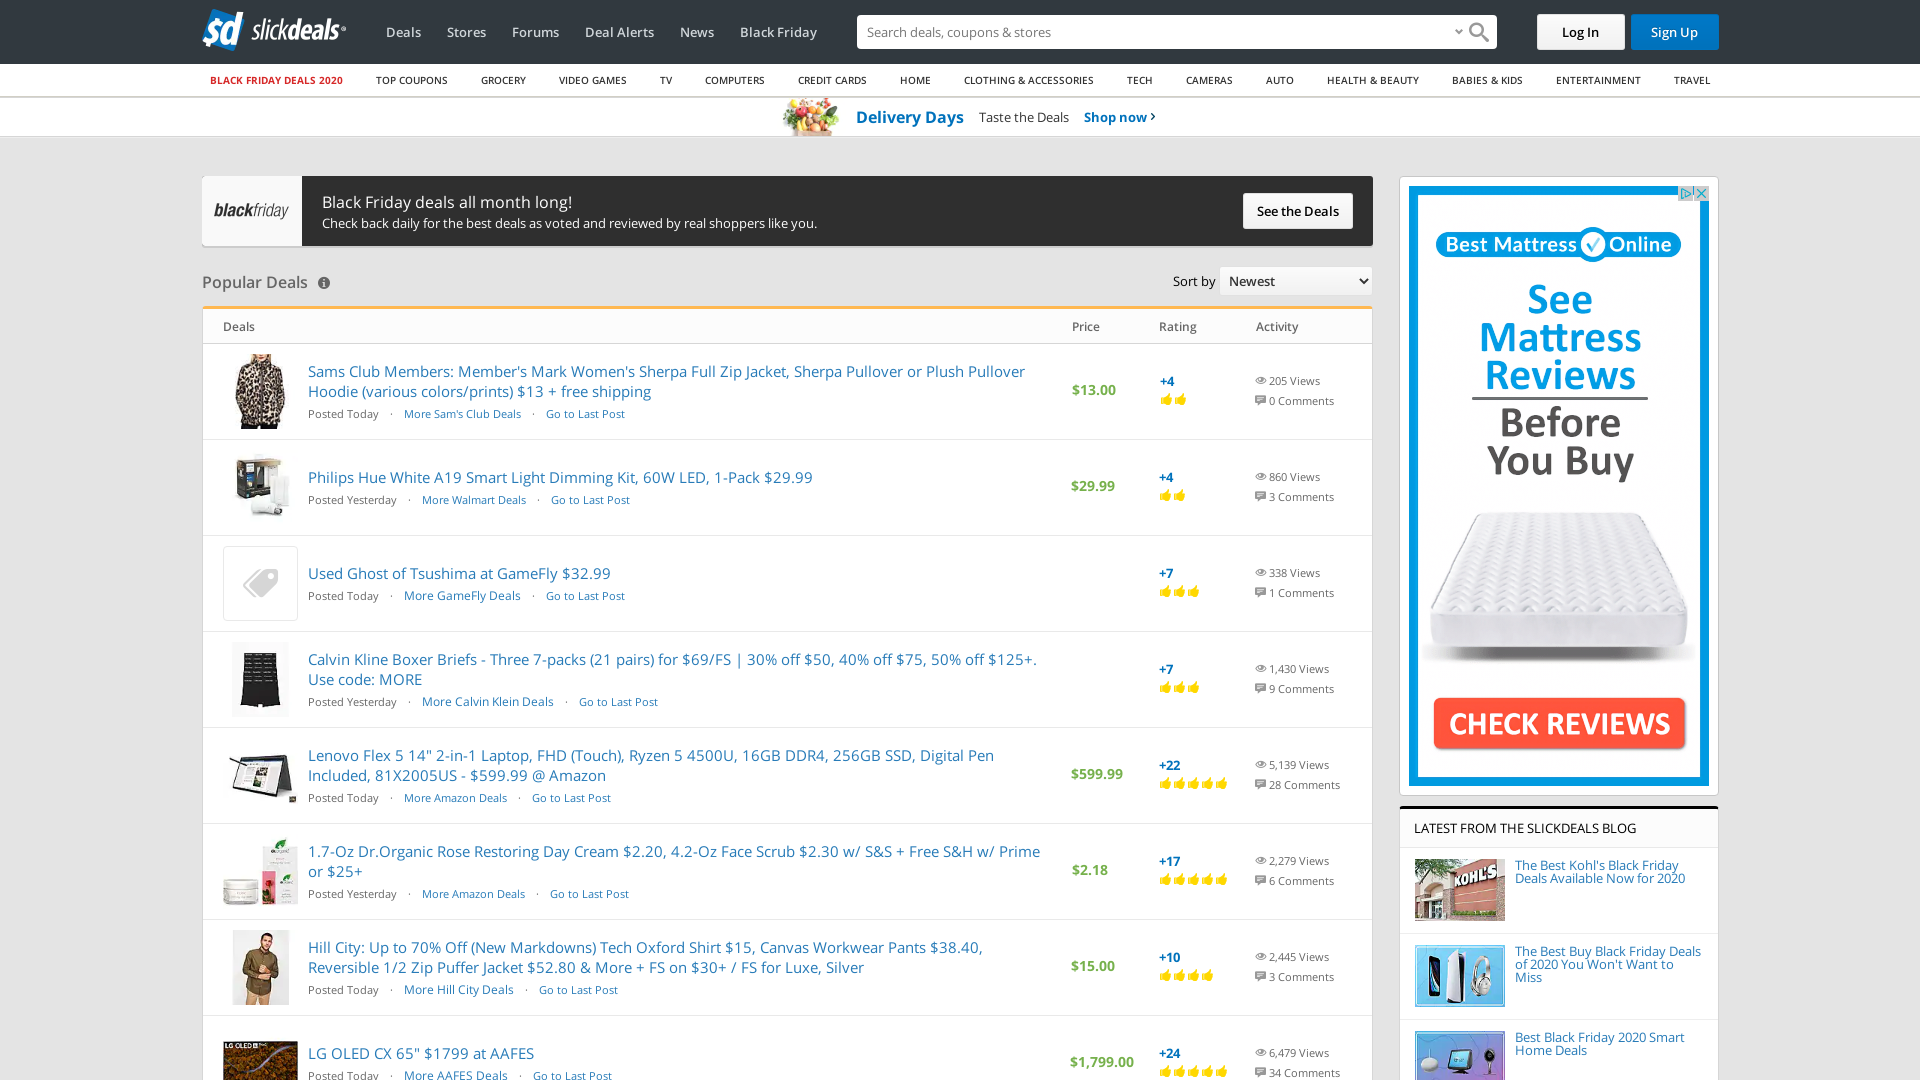 sd slickdeals
Deals
Stores
Forums
Deal Alerts
News
Black Friday
Search deals, coupons & stores
Log In
Sign Up
BLACK FRIDAY DEALS 2020
TOP COUPONS
GROCERY
VIDEO GAMES
TV
COMPUTERS
CREDIT CARDS
HOME
CLOTHING & ACCESSORIES
TECH
CAMERAS
AUTO
HEALTH & BEAUTY
BABIES & KIDS
ENTERTAINMENT
TRAVEL
Delivery Days Taste the Deals Shop now
blackfriday
Black Friday deals all month long!
Check back daily for the best deals as voted and reviewed by real shoppers like you.
See the Deals
Popular Deals
Sort by Newest
Deals Price Rating Activity
Sams Club Members: Member's Mark Women's Sherpa Full Zip Jacket, Sherpa Pullover or Plush Pullover
Hoodie (various colors/prints) $13 + free shipping
Posted Today · More Sam's Club Deals · Go to Last Post
$13.00
+4
205 Views
0 Comments
Philips Hue White A19 Smart Light Dimming Kit, 60W LED, 1-Pack $29.99
Posted Yesterday · More Walmart Deals · Go to Last Post
$29.99
+4
860 Views
3 Comments
Used Ghost of Tsushima at GameFly $32.99
Posted Today · More GameFly Deals · Go to Last Post
+7
338 Views
1 Comments
Calvin Kline Boxer Briefs - Three 7-packs (21 pairs) for $69/FS | 30% off $50, 40% off $75, 50% off $125+.
Use code: MORE
Posted Yesterday · More Calvin Klein Deals · Go to Last Post
+7
1,430 Views
9 Comments
Lenovo Flex 5 14" 2-in-1 Laptop, FHD (Touch), Ryzen 5 4500U, 16GB DDR4, 256GB SSD, Digital Pen
Included, 81X2005US - $599.99 @ Amazon
Posted Today · More Amazon Deals · Go to Last Post
$599.99
+22
5,139 Views
28 Comments
1.7-Oz Dr.Organic Rose Restoring Day Cream $2.20, 4.2-Oz Face Scrub $2.30 w/ S&S + Free S&H w/ Prime
or $25+
Posted Yesterday · More Amazon Deals · Go to Last Post
$2.18
+17
2,279 Views
6 Comments
Hill City: Up to 70% Off (New Markdowns) Tech Oxford Shirt $15, Canvas Workwear Pants $38.40,
Reversible 1/2 Zip Puffer Jacket $52.80 & More + FS on $30+ / FS for Luxe, Silver
Posted Today · More Hill City Deals · Go to Last Post
$15.00
+10
2,445 Views
3 Comments
LG OLED
LG OLED CX 65" $1799 at AAFES
Posted Today · More AAFES Deals · Go to Last Post
$1,799.00
+24
6,479 Views
34 Comments
Best Mattress Online
See
Mattress
Reviews
Before
You Buy
CHECK REVIEWS
LATEST FROM THE SLICKDEALS BLOG
KOHL'S
The Best Kohl's Black Friday
Deals Available Now for 2020
The Best Buy Black Friday Deals
of 2020 You Won't Want to
Miss
Best Black Friday 2020 Smart
Home Deals